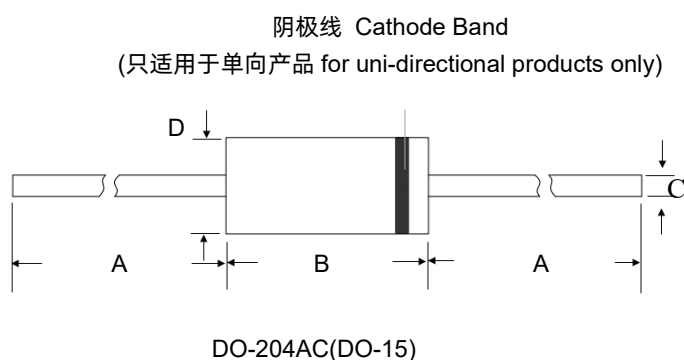 阴极线 Cathode Band
(只适用于单向产品 for uni-directional products only)
D
C
A
B
A
DO-204AC(DO-15)